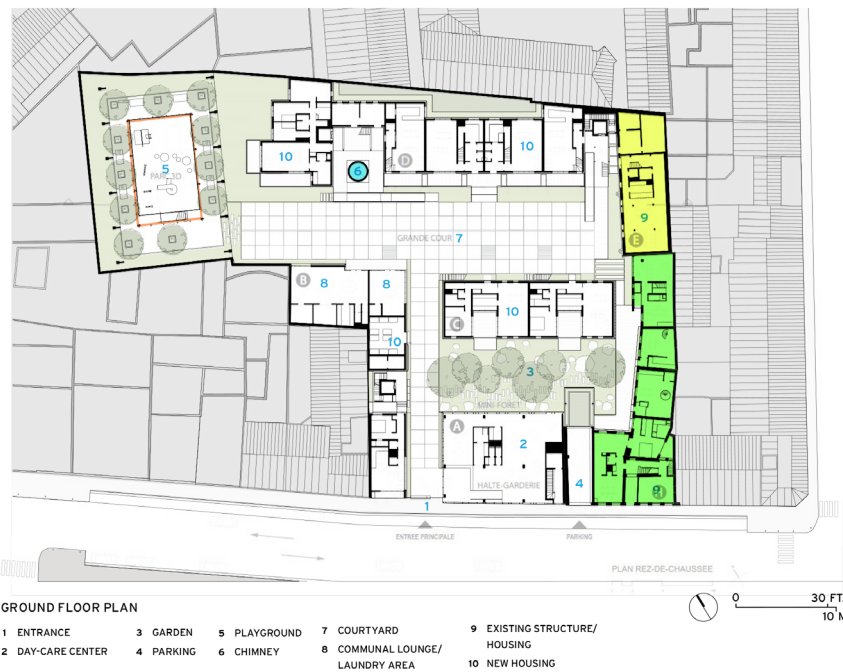 10
10
D
5
PARC 3D
6
9
GRANDE COUR 7
E
B
8
8
10
C
10
3
MINI-FORET
A
2
HALTE-GARDERIE
4
9
1
ENTREE PRINCIPALE
PARKING
PLAN REZ-DE-CHAUSSEE
GROUND FLOOR PLAN
0 30 FT.
10 M
1 ENTRANCE
2 DAY-CARE CENTER
3 GARDEN
4 PARKING
5 PLAYGROUND
6 CHIMNEY
7 COURTYARD
8 COMMUNAL LOUNGE/
LAUNDRY AREA
9 EXISTING STRUCTURE/
HOUSING
10 NEW HOUSING